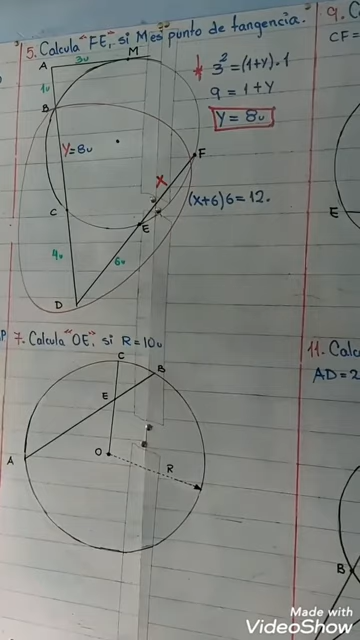 5. Calcula "FE", si M es punto de tangencia.
3u
M
A
1u
B
3² = (1+y).1
9 = 1+y
y = 8u
y=8u
F
x
(x+6)6=12.
C
E
4u
6u
D
7. Calcula "OE", si R = 10u
C
B
E
O
A
R
9. C
CF=
E
11. Calc
AD=2
B
Made with
VideoShow